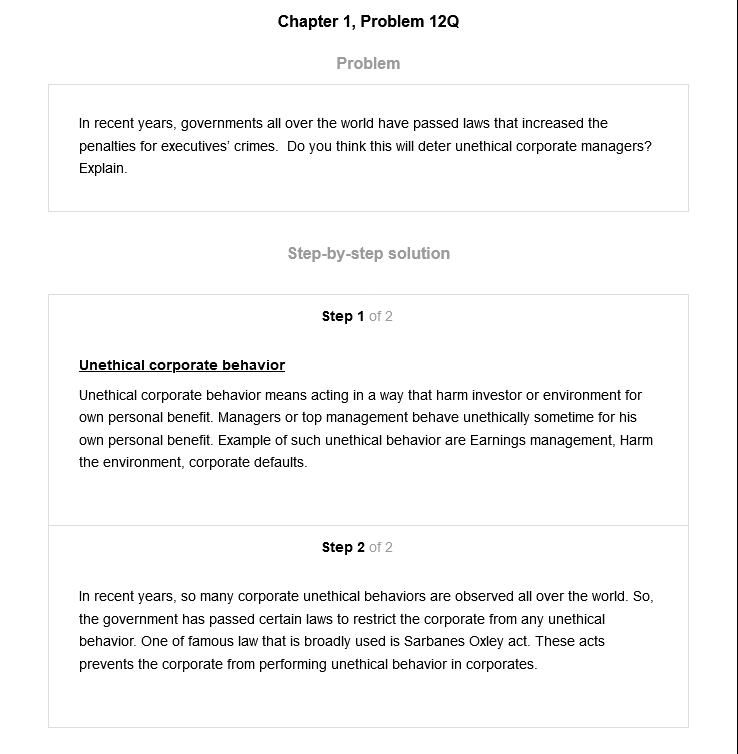 Chapter 1, Problem 12Q
Problem
In recent years, governments all over the world have passed laws that increased the
penalties for executives' crimes.  Do you think this will deter unethical corporate managers?
Explain.
Step-by-step solution
Step 1 of 2
Unethical corporate behavior
Unethical corporate behavior means acting in a way that harm investor or environment for
own personal benefit. Managers or top management behave unethically sometime for his
own personal benefit. Example of such unethical behavior are Earnings management, Harm
the environment, corporate defaults.
Step 2 of 2
In recent years, so many corporate unethical behaviors are observed all over the world. So,
the government has passed certain laws to restrict the corporate from any unethical
behavior. One of famous law that is broadly used is Sarbanes Oxley act. These acts
prevents the corporate from performing unethical behavior in corporates.